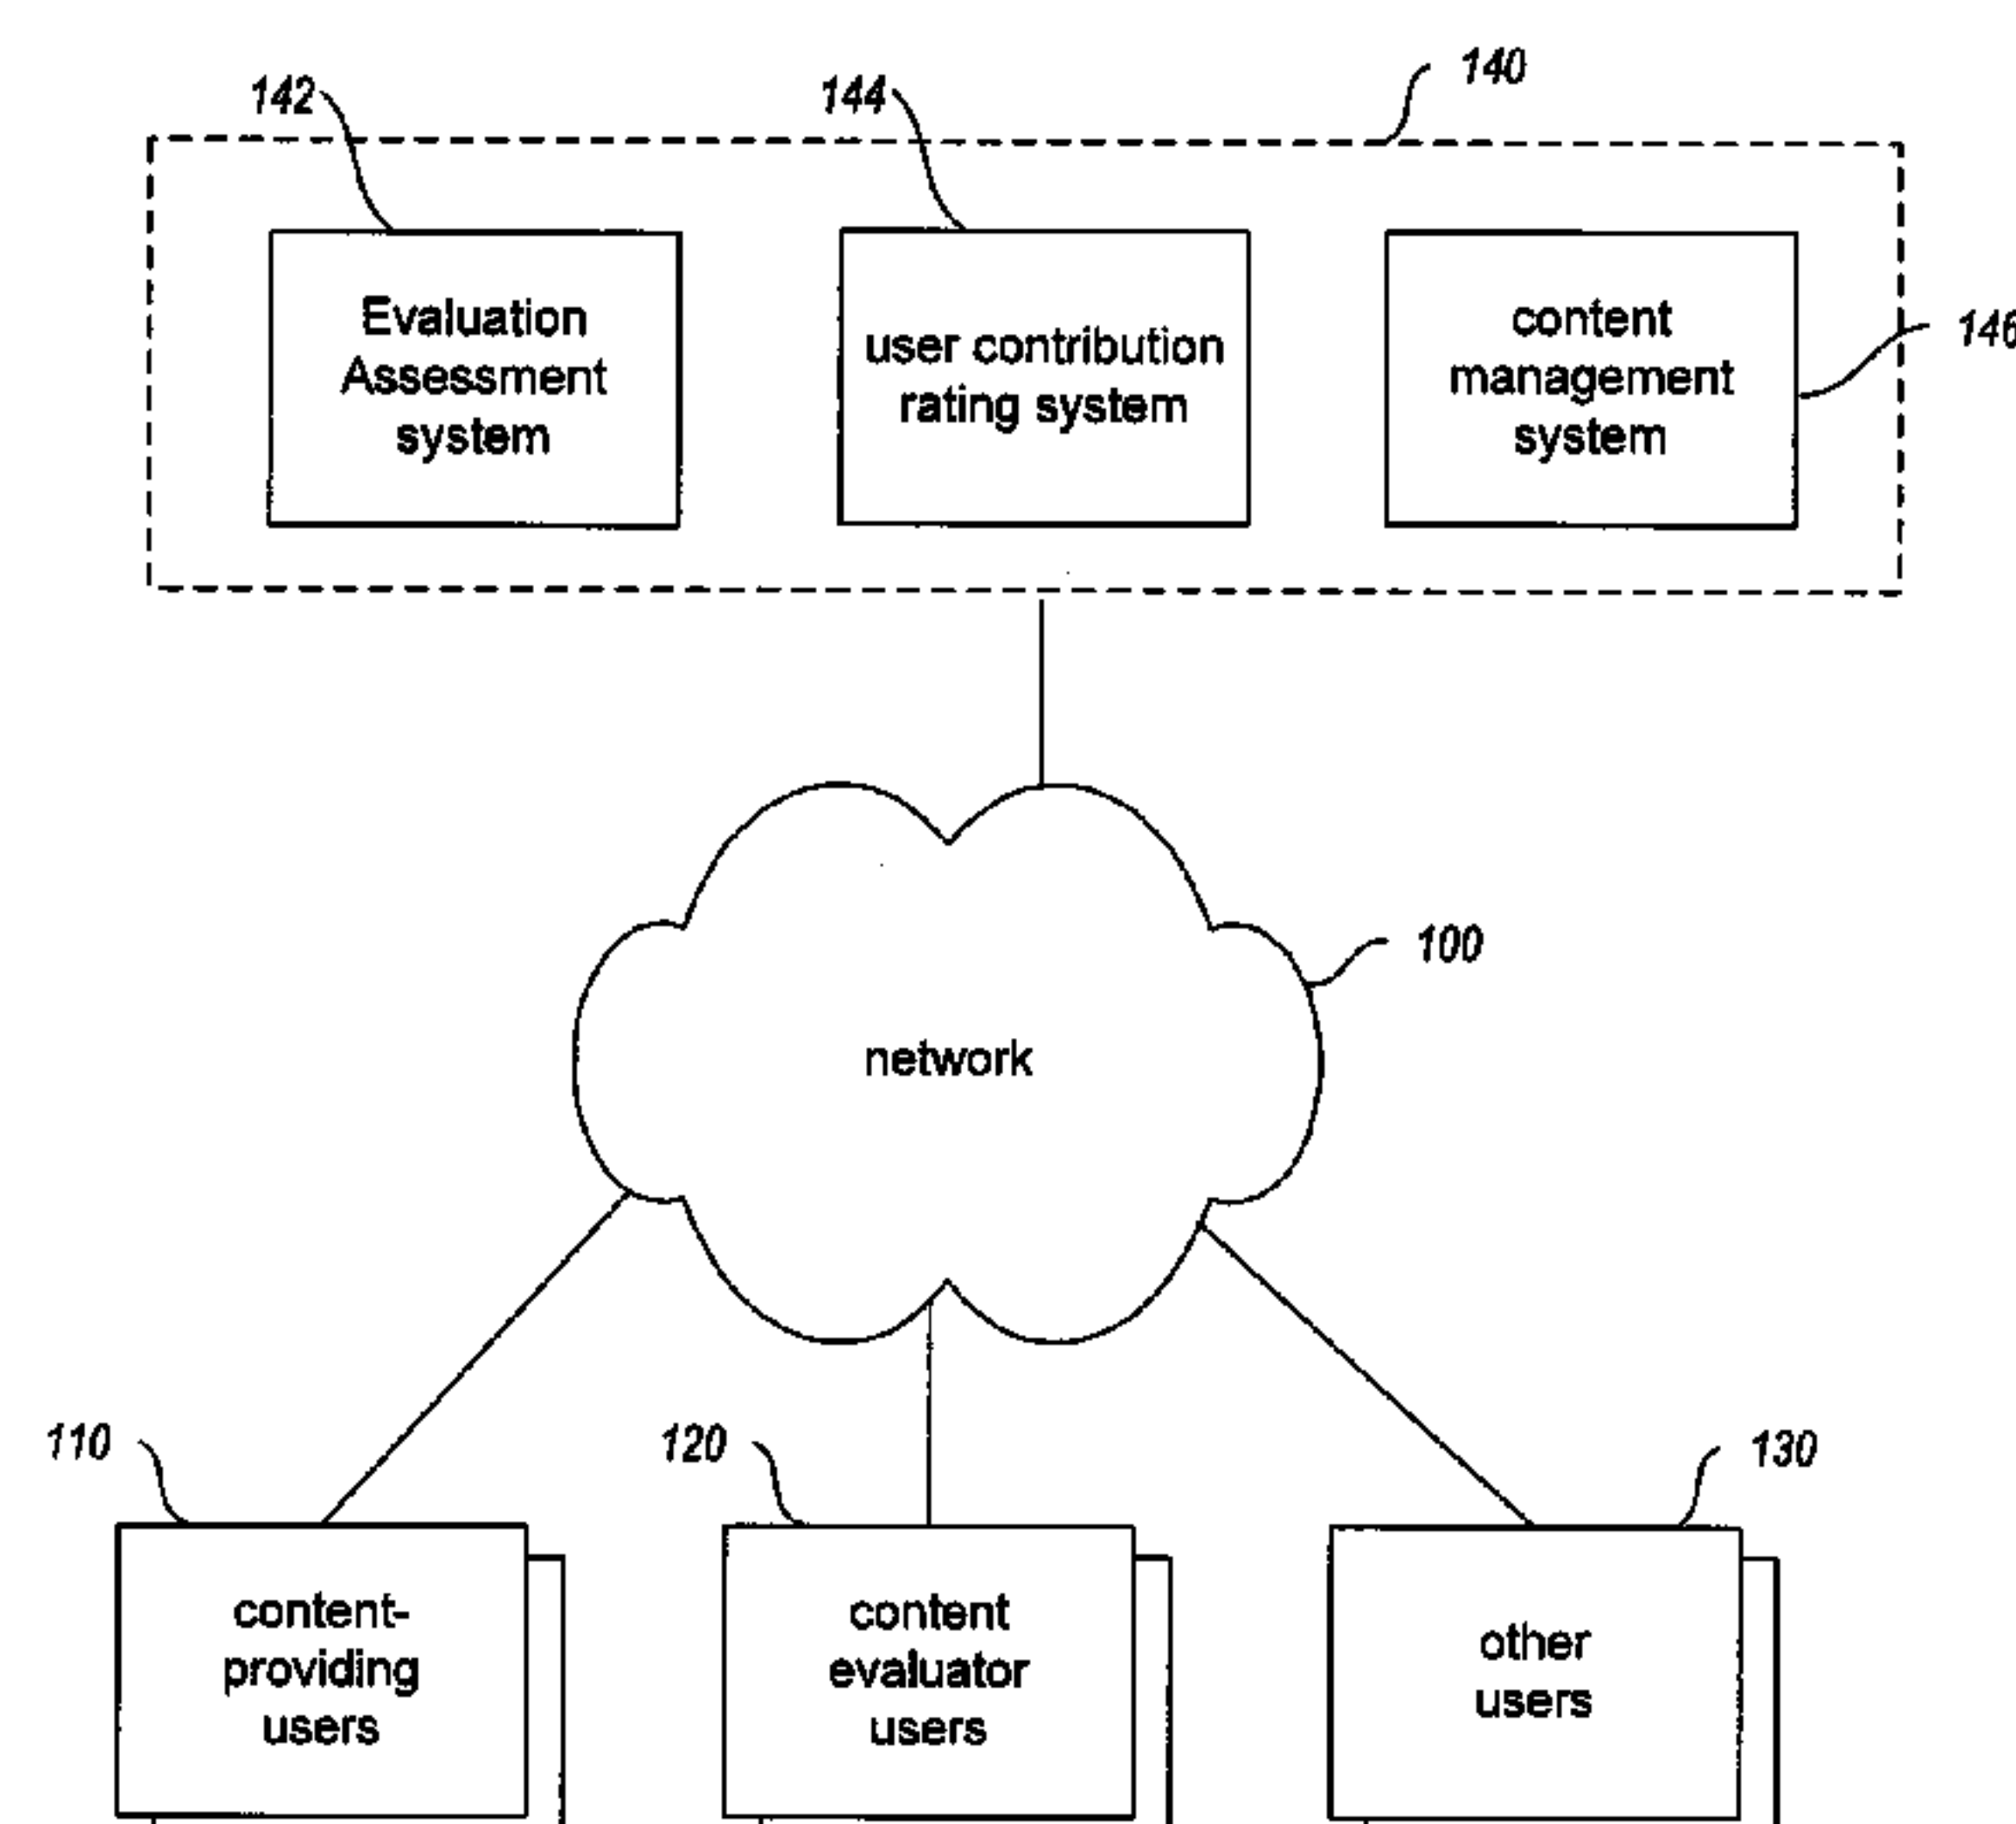 142
144
140
Evaluation
Assessment
system
user contribution
rating system
content
management
system
146
100
network
110
120
130
content-
providing
users
content
evaluator
users
other
users